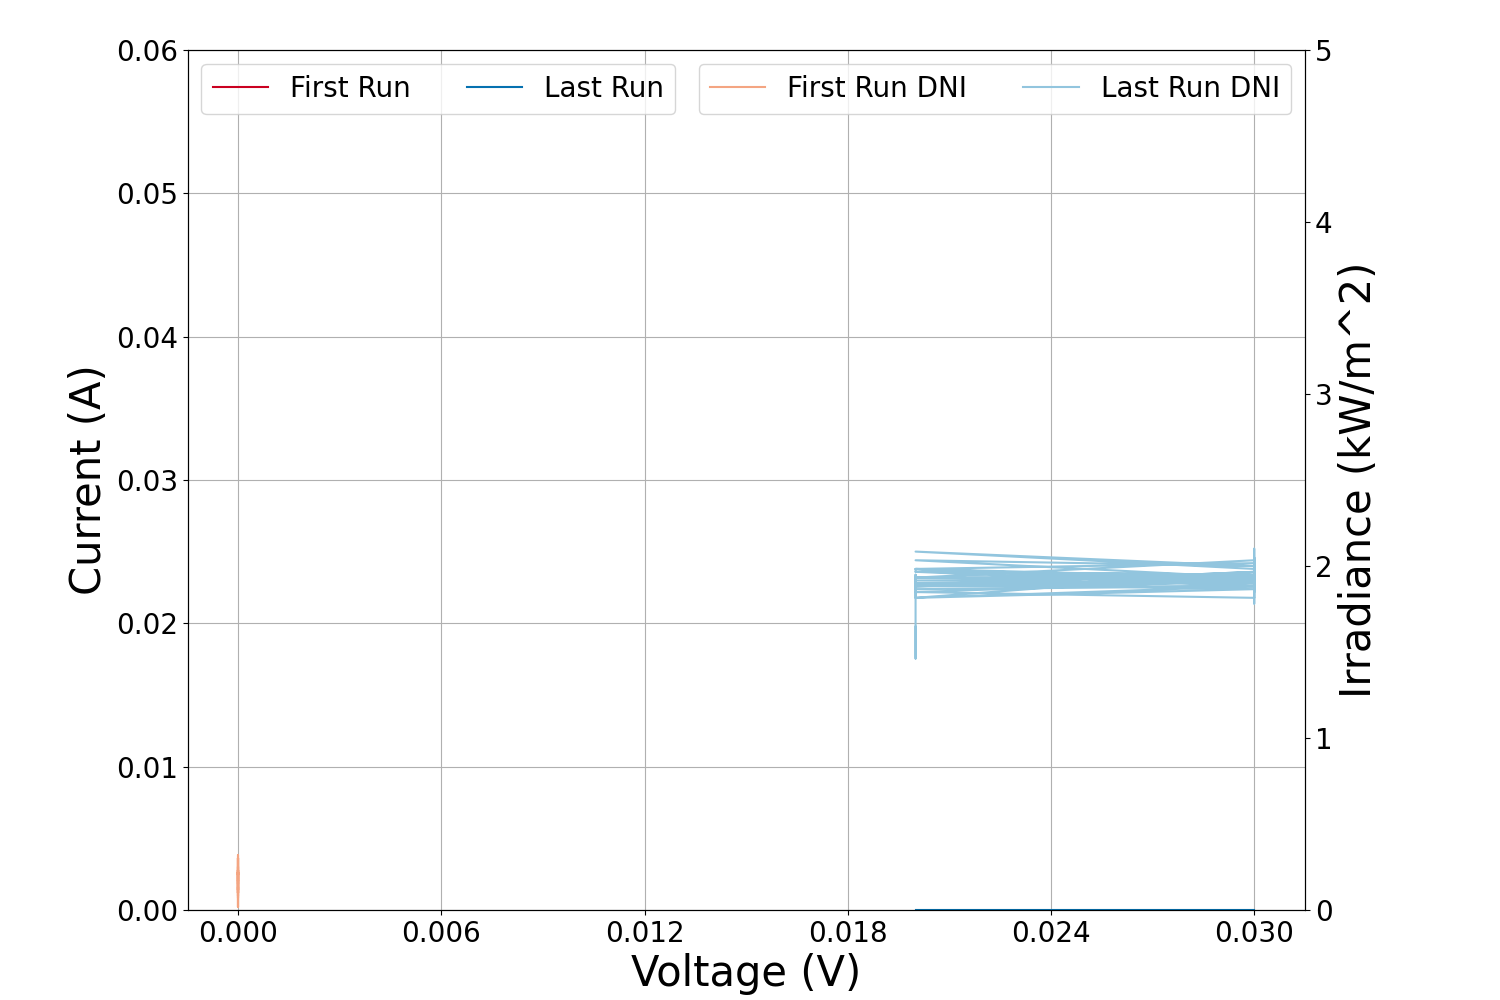 First Run Last Run First Run DNI Last Run DNI
0.06
0.05
0.04
0.03
0.02
0.01
0.00
Current (A)
5
4
3
2
1
0
Irradiance (kW/m^2)
0.000 0.006 0.012 0.018 0.024 0.030
Voltage (V)